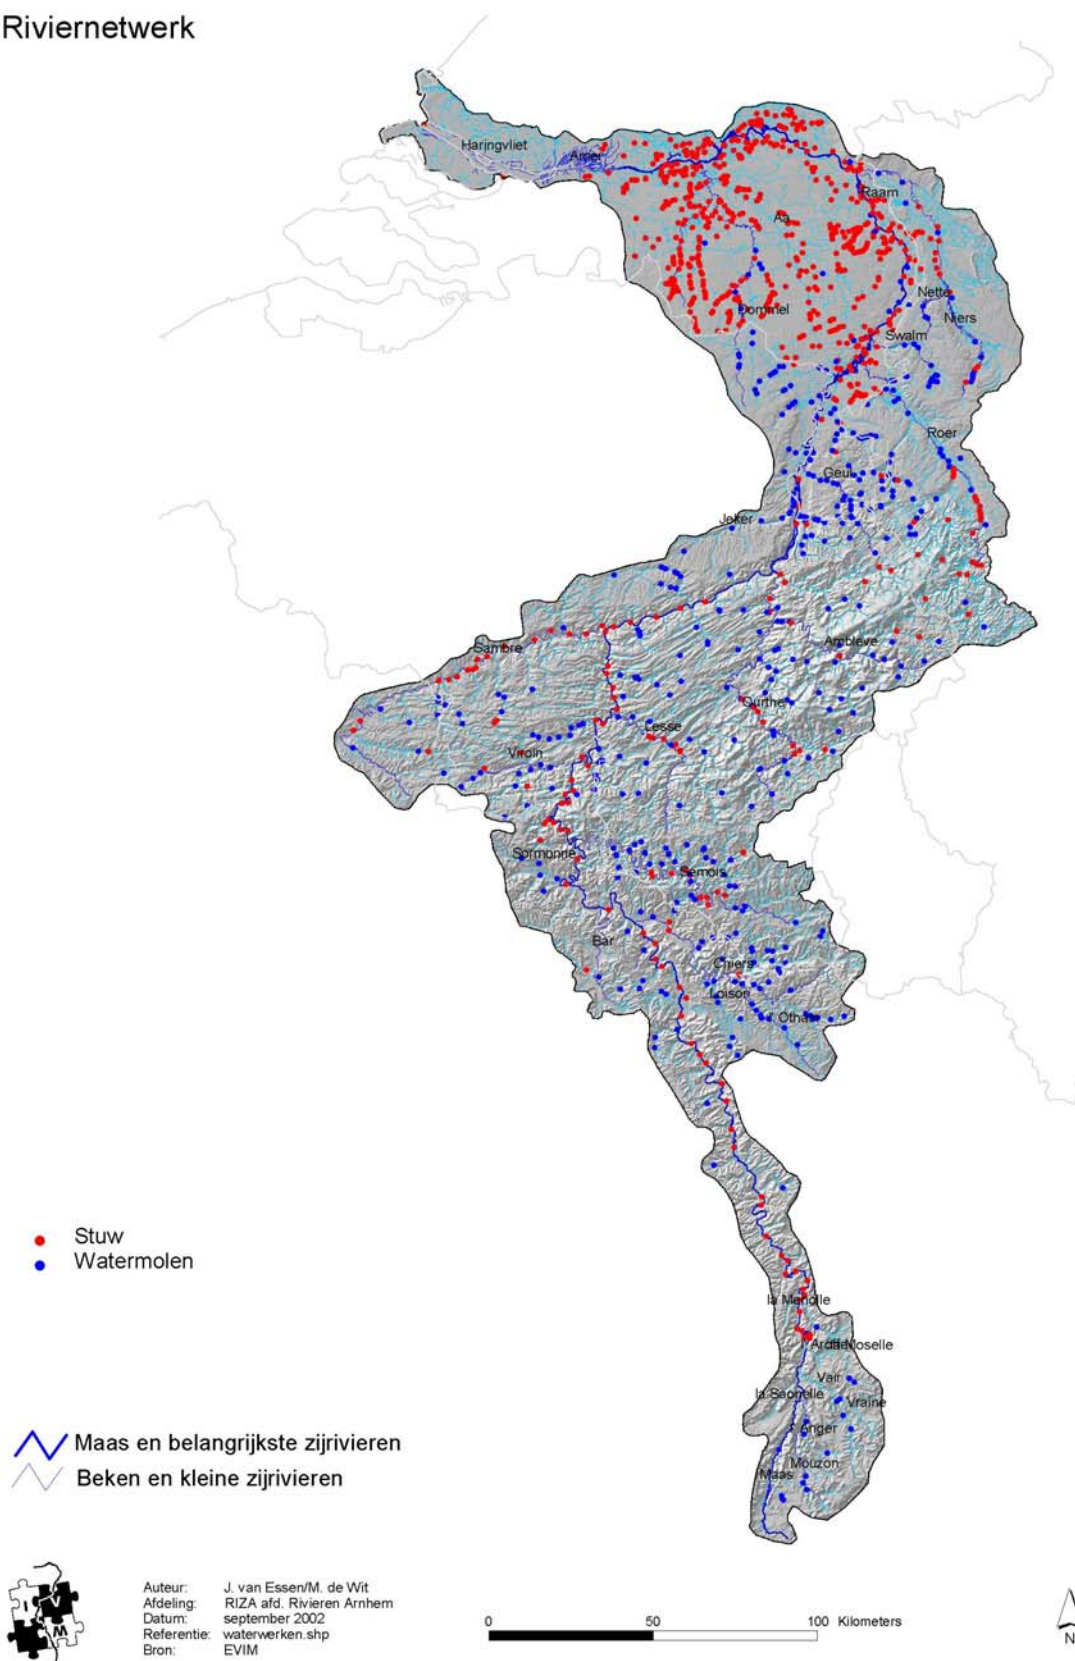 Riviernetwerk
Haringvliet
Amer
Raam
Aa
Nette
Dommel
Niers
Swalm
Roer
Geul
Jeker
Ambleve
Sambre
Ourthe
Lesse
Viroin
Sormonne
Semois
Bar
Chiers
Loison
l' Othain
Stuw
Watermolen
la Meholle
Moselle
Vair
la Saonelle
Vraine
l' Anger
Maas en belangrijkste zijrivieren
Mouzon
Maas
Beken en kleine zijrivieren
I V
W
Auteur: J. van Essen/M. de Wit
Afdeling: RIZA afd. Rivieren Arnhem
Datum: september 2002
Referentie: waterwerken.shp
Bron: EVIM
0 50 100 Kilometers
N